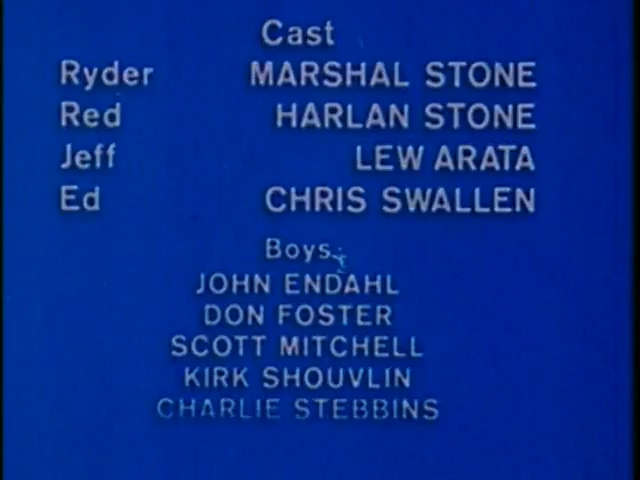 Cast
Ryder MARSHAL STONE
Red HARLAN STONE
Jeff LEW ARATA
Ed CHRIS SWALLEN
Boys
JOHN ENDAHL
DON FOSTER
SCOTT MITCHELL
KIRK SHOUVLIN
CHARLIE STEBBINS